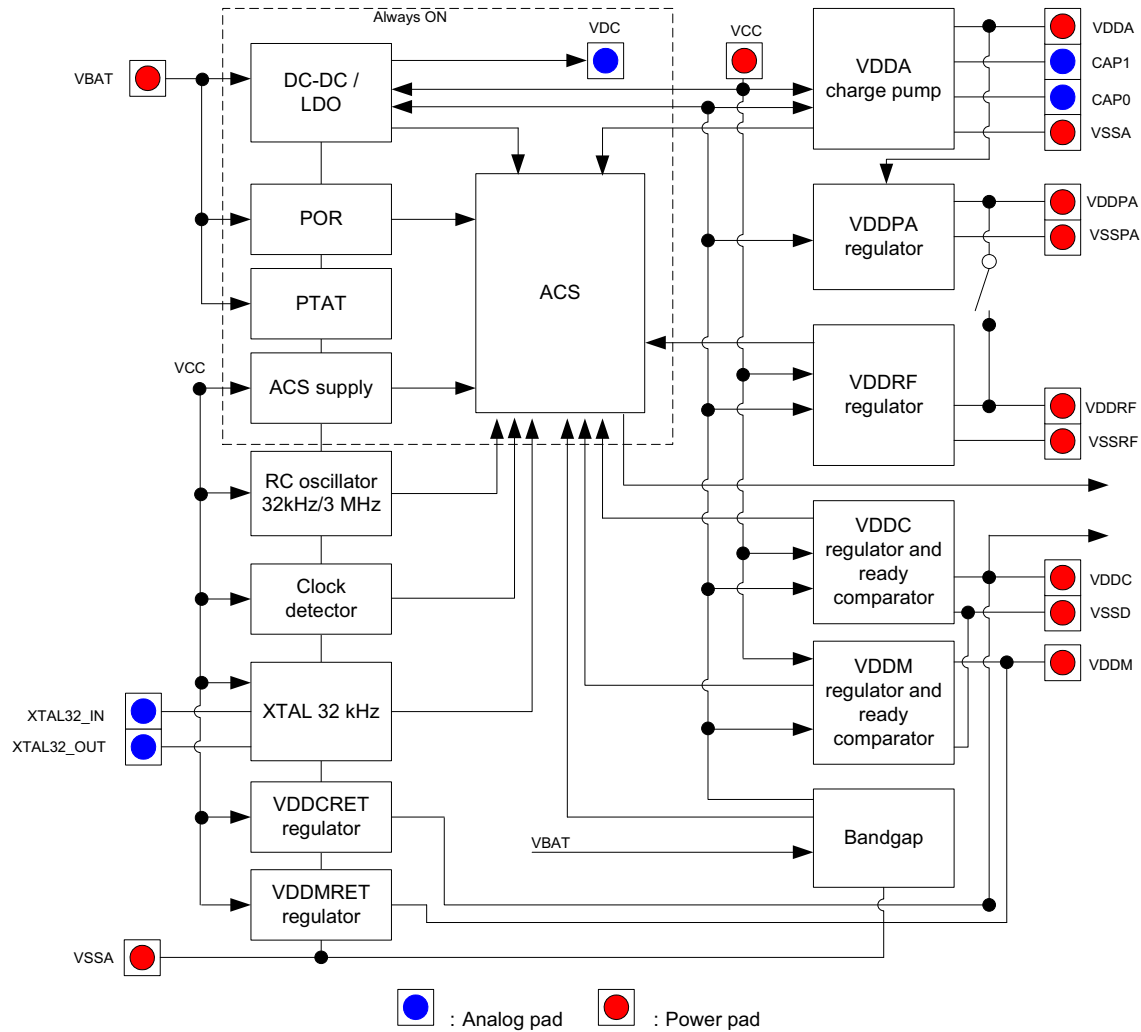 Always ON
VBAT
DC-DC /
LDO
VDC
VCC
VDDA
charge pump
VDDA
CAP1
CAP0
VSSA
POR
ACS
VDDPA
regulator
VDDPA
VSSPA
PTAT
VCC
ACS supply
VDDRF
regulator
VDDRF
VSSRF
RC oscillator
32kHz/3 MHz
VDDC
regulator and
ready
comparator
VDDC
VSSD
Clock
detector
VDDM
regulator and
ready
comparator
VDDM
XTAL32_IN
XTAL32_OUT
XTAL 32 kHz
VDDCRET
regulator
VBAT
Bandgap
VDDMRET
regulator
VSSA
: Analog pad
: Power pad